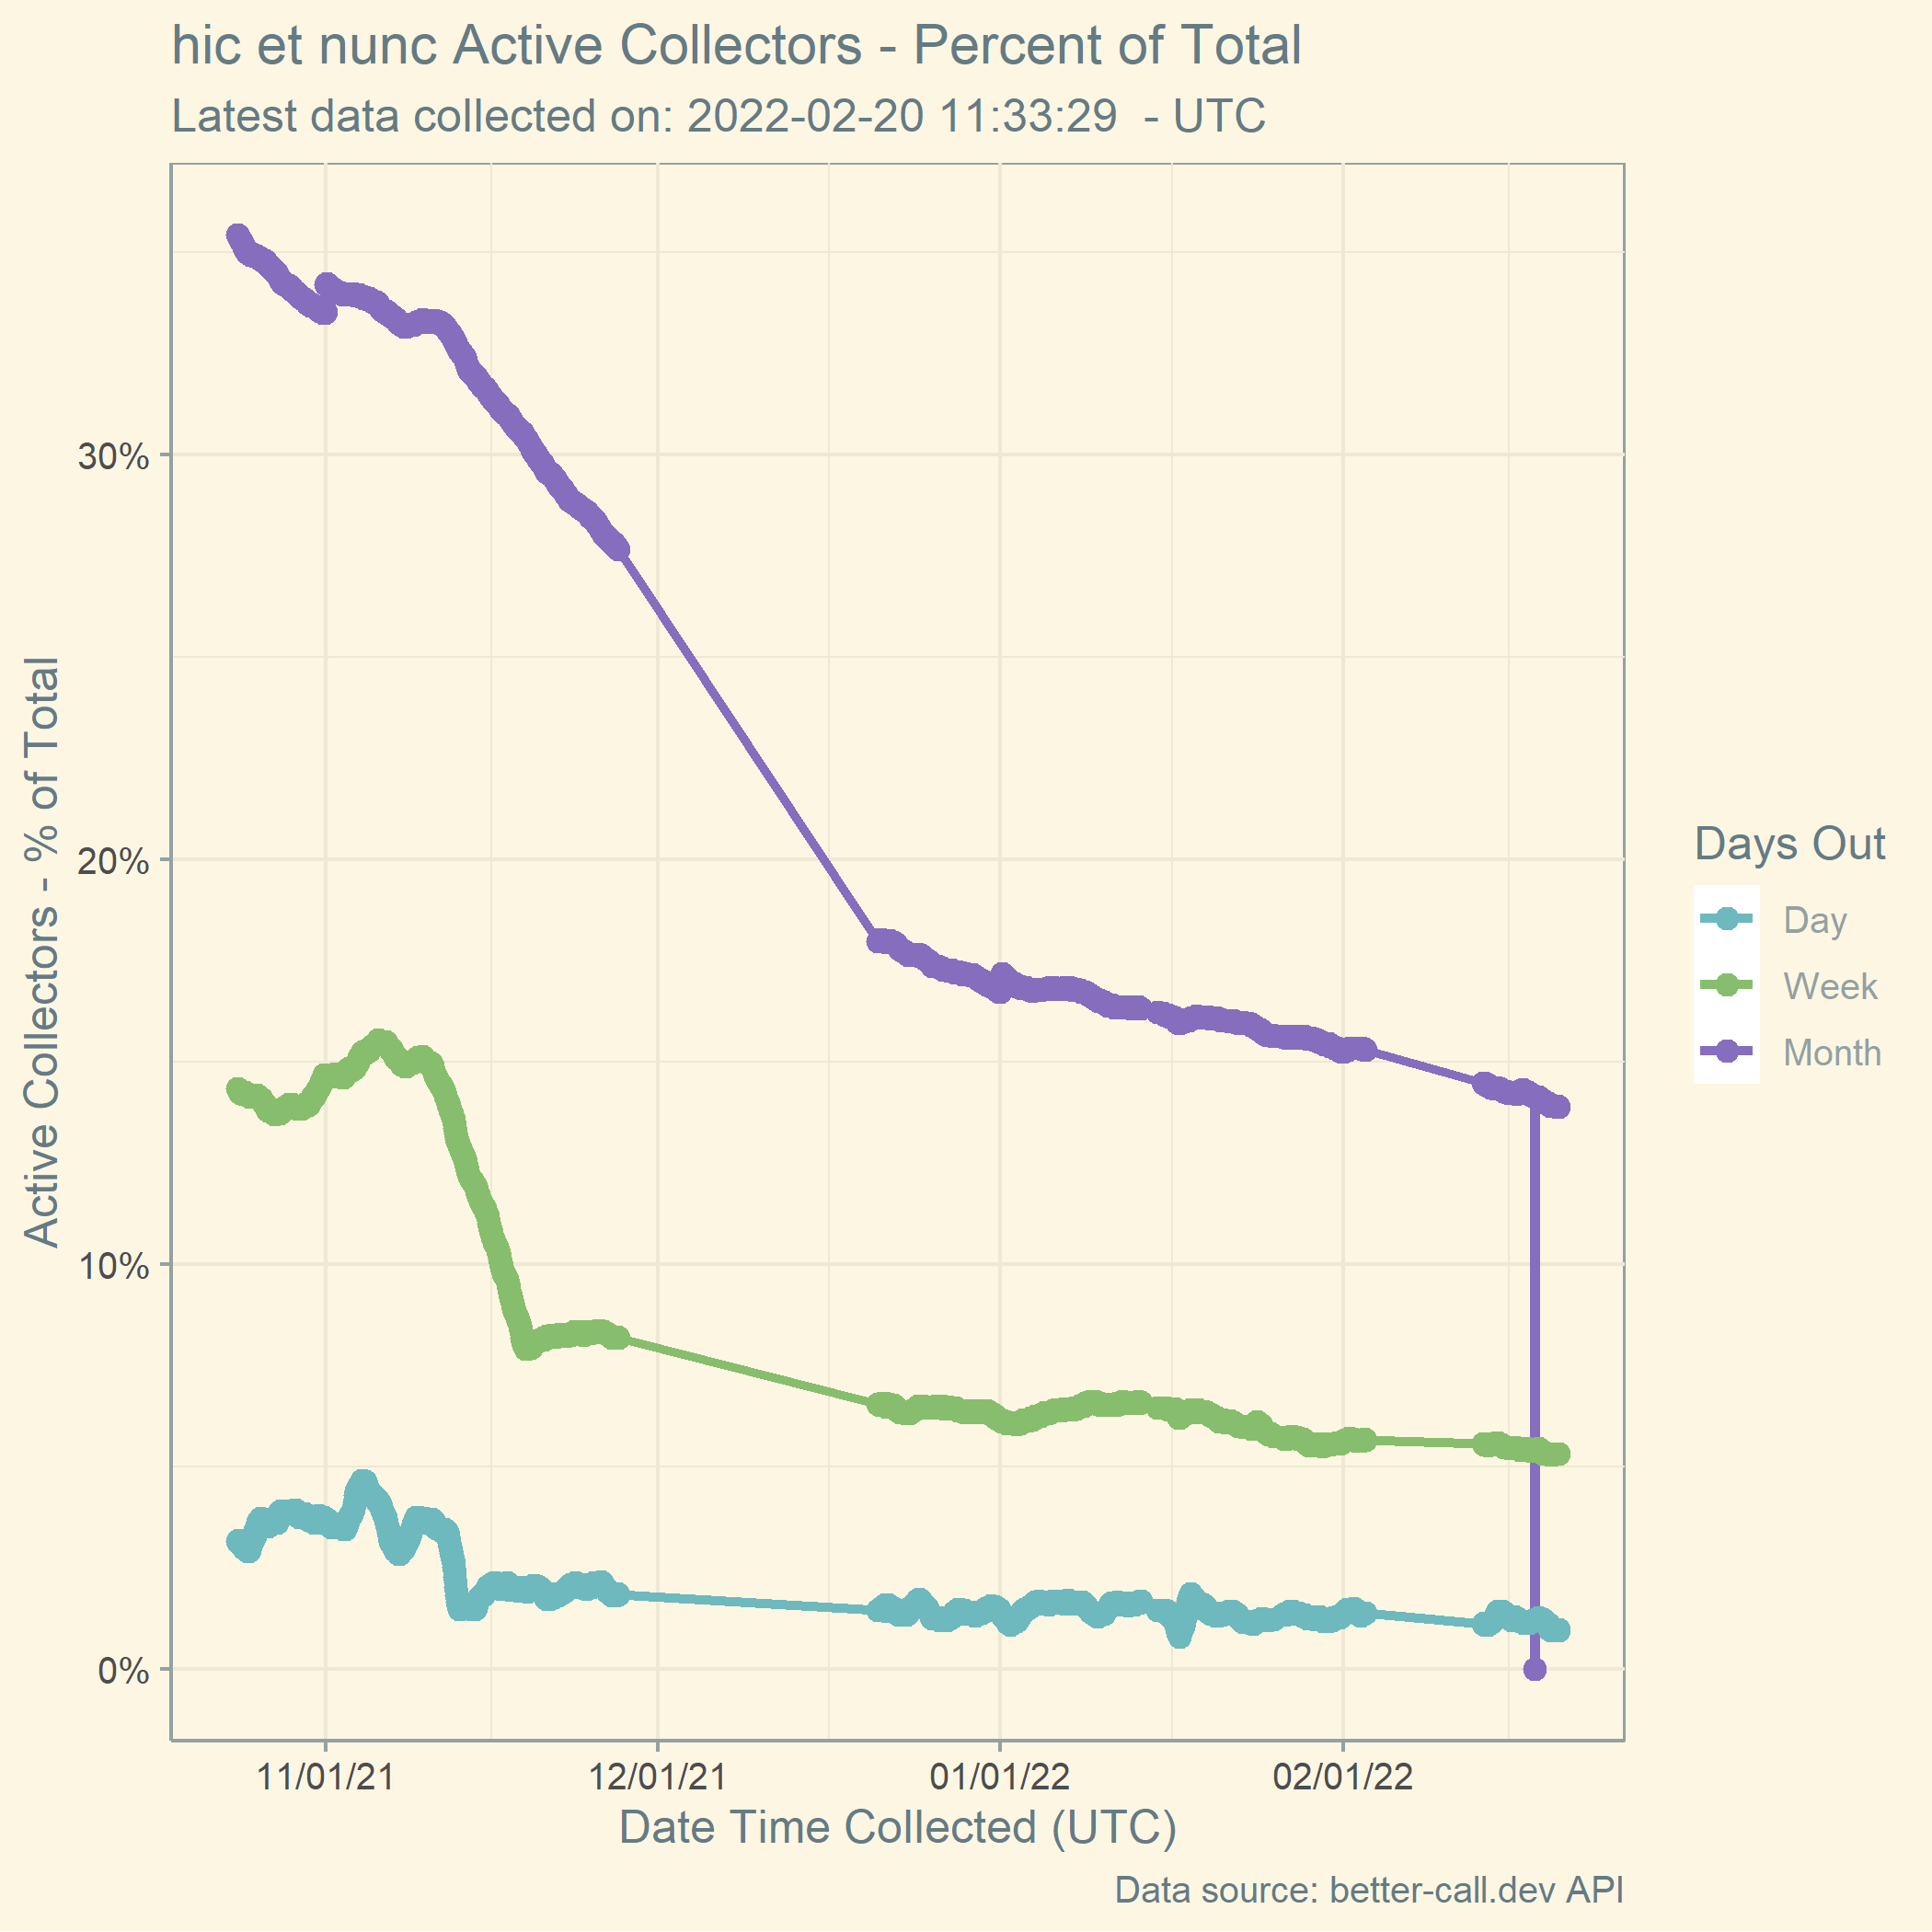 hic et nunc Active Collectors - Percent of Total
Latest data collected on: 2022-02-20 11:33:29  - UTC
Active Collectors - % of Total
30%
20%
10%
0%
11/01/21
12/01/21
01/01/22
02/01/22
Date Time Collected (UTC)
Days Out
Day
Week
Month
Data source: better-call.dev API